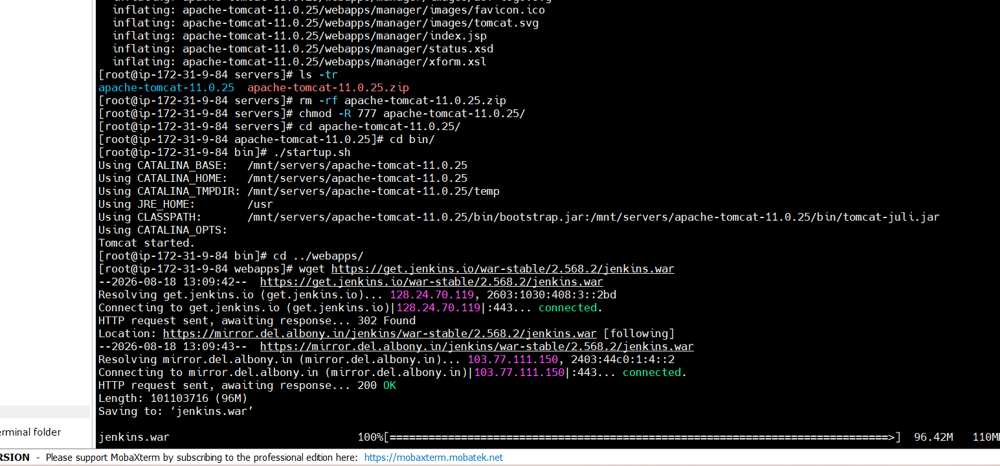 inflating: apache-tomcat-11.0.25/webapps/manager/images/favicon.ico
inflating: apache-tomcat-11.0.25/webapps/manager/images/tomcat.svg
inflating: apache-tomcat-11.0.25/webapps/manager/index.jsp
inflating: apache-tomcat-11.0.25/webapps/manager/status.xsd
inflating: apache-tomcat-11.0.25/webapps/manager/xform.xsl
[root@ip-172-31-9-84 servers]# ls -tr
apache-tomcat-11.0.25  apache-tomcat-11.0.25.zip
[root@ip-172-31-9-84 servers]# rm -rf apache-tomcat-11.0.25.zip
[root@ip-172-31-9-84 servers]# chmod -R 777 apache-tomcat-11.0.25/
[root@ip-172-31-9-84 servers]# cd apache-tomcat-11.0.25/
[root@ip-172-31-9-84 apache-tomcat-11.0.25]# cd bin/
[root@ip-172-31-9-84 bin]# ./startup.sh
Using CATALINA_BASE:   /mnt/servers/apache-tomcat-11.0.25
Using CATALINA_HOME:   /mnt/servers/apache-tomcat-11.0.25
Using CATALINA_TMPDIR: /mnt/servers/apache-tomcat-11.0.25/temp
Using JRE_HOME:        /usr
Using CLASSPATH:       /mnt/servers/apache-tomcat-11.0.25/bin/bootstrap.jar:/mnt/servers/apache-tomcat-11.0.25/bin/tomcat-juli.jar
Using CATALINA_OPTS:
Tomcat started.
[root@ip-172-31-9-84 bin]# cd ../webapps/
[root@ip-172-31-9-84 webapps]# wget https://get.jenkins.io/war-stable/2.568.2/jenkins.war
--2026-08-18 13:09:42--  https://get.jenkins.io/war-stable/2.568.2/jenkins.war
Resolving get.jenkins.io (get.jenkins.io)... 128.24.70.119, 2603:1030:408:3::2bd
Connecting to get.jenkins.io (get.jenkins.io)|128.24.70.119|:443... connected.
HTTP request sent, awaiting response... 302 Found
Location: https://mirror.del.albony.in/jenkins/war-stable/2.568.2/jenkins.war [following]
--2026-08-18 13:09:43--  https://mirror.del.albony.in/jenkins/war-stable/2.568.2/jenkins.war
Resolving mirror.del.albony.in (mirror.del.albony.in)... 103.77.111.150, 2403:44c0:1:4::2
Connecting to mirror.del.albony.in (mirror.del.albony.in)|103.77.111.150|:443... connected.
HTTP request sent, awaiting response... 200 OK
Length: 101103716 (96M)
Saving to: ‘jenkins.war’
erminal folder
jenkins.war 100%[=============================================================================>] 96.42M 110M
RSION - Please support MobaXterm by subscribing to the professional edition here: https://mobaxterm.mobatek.net